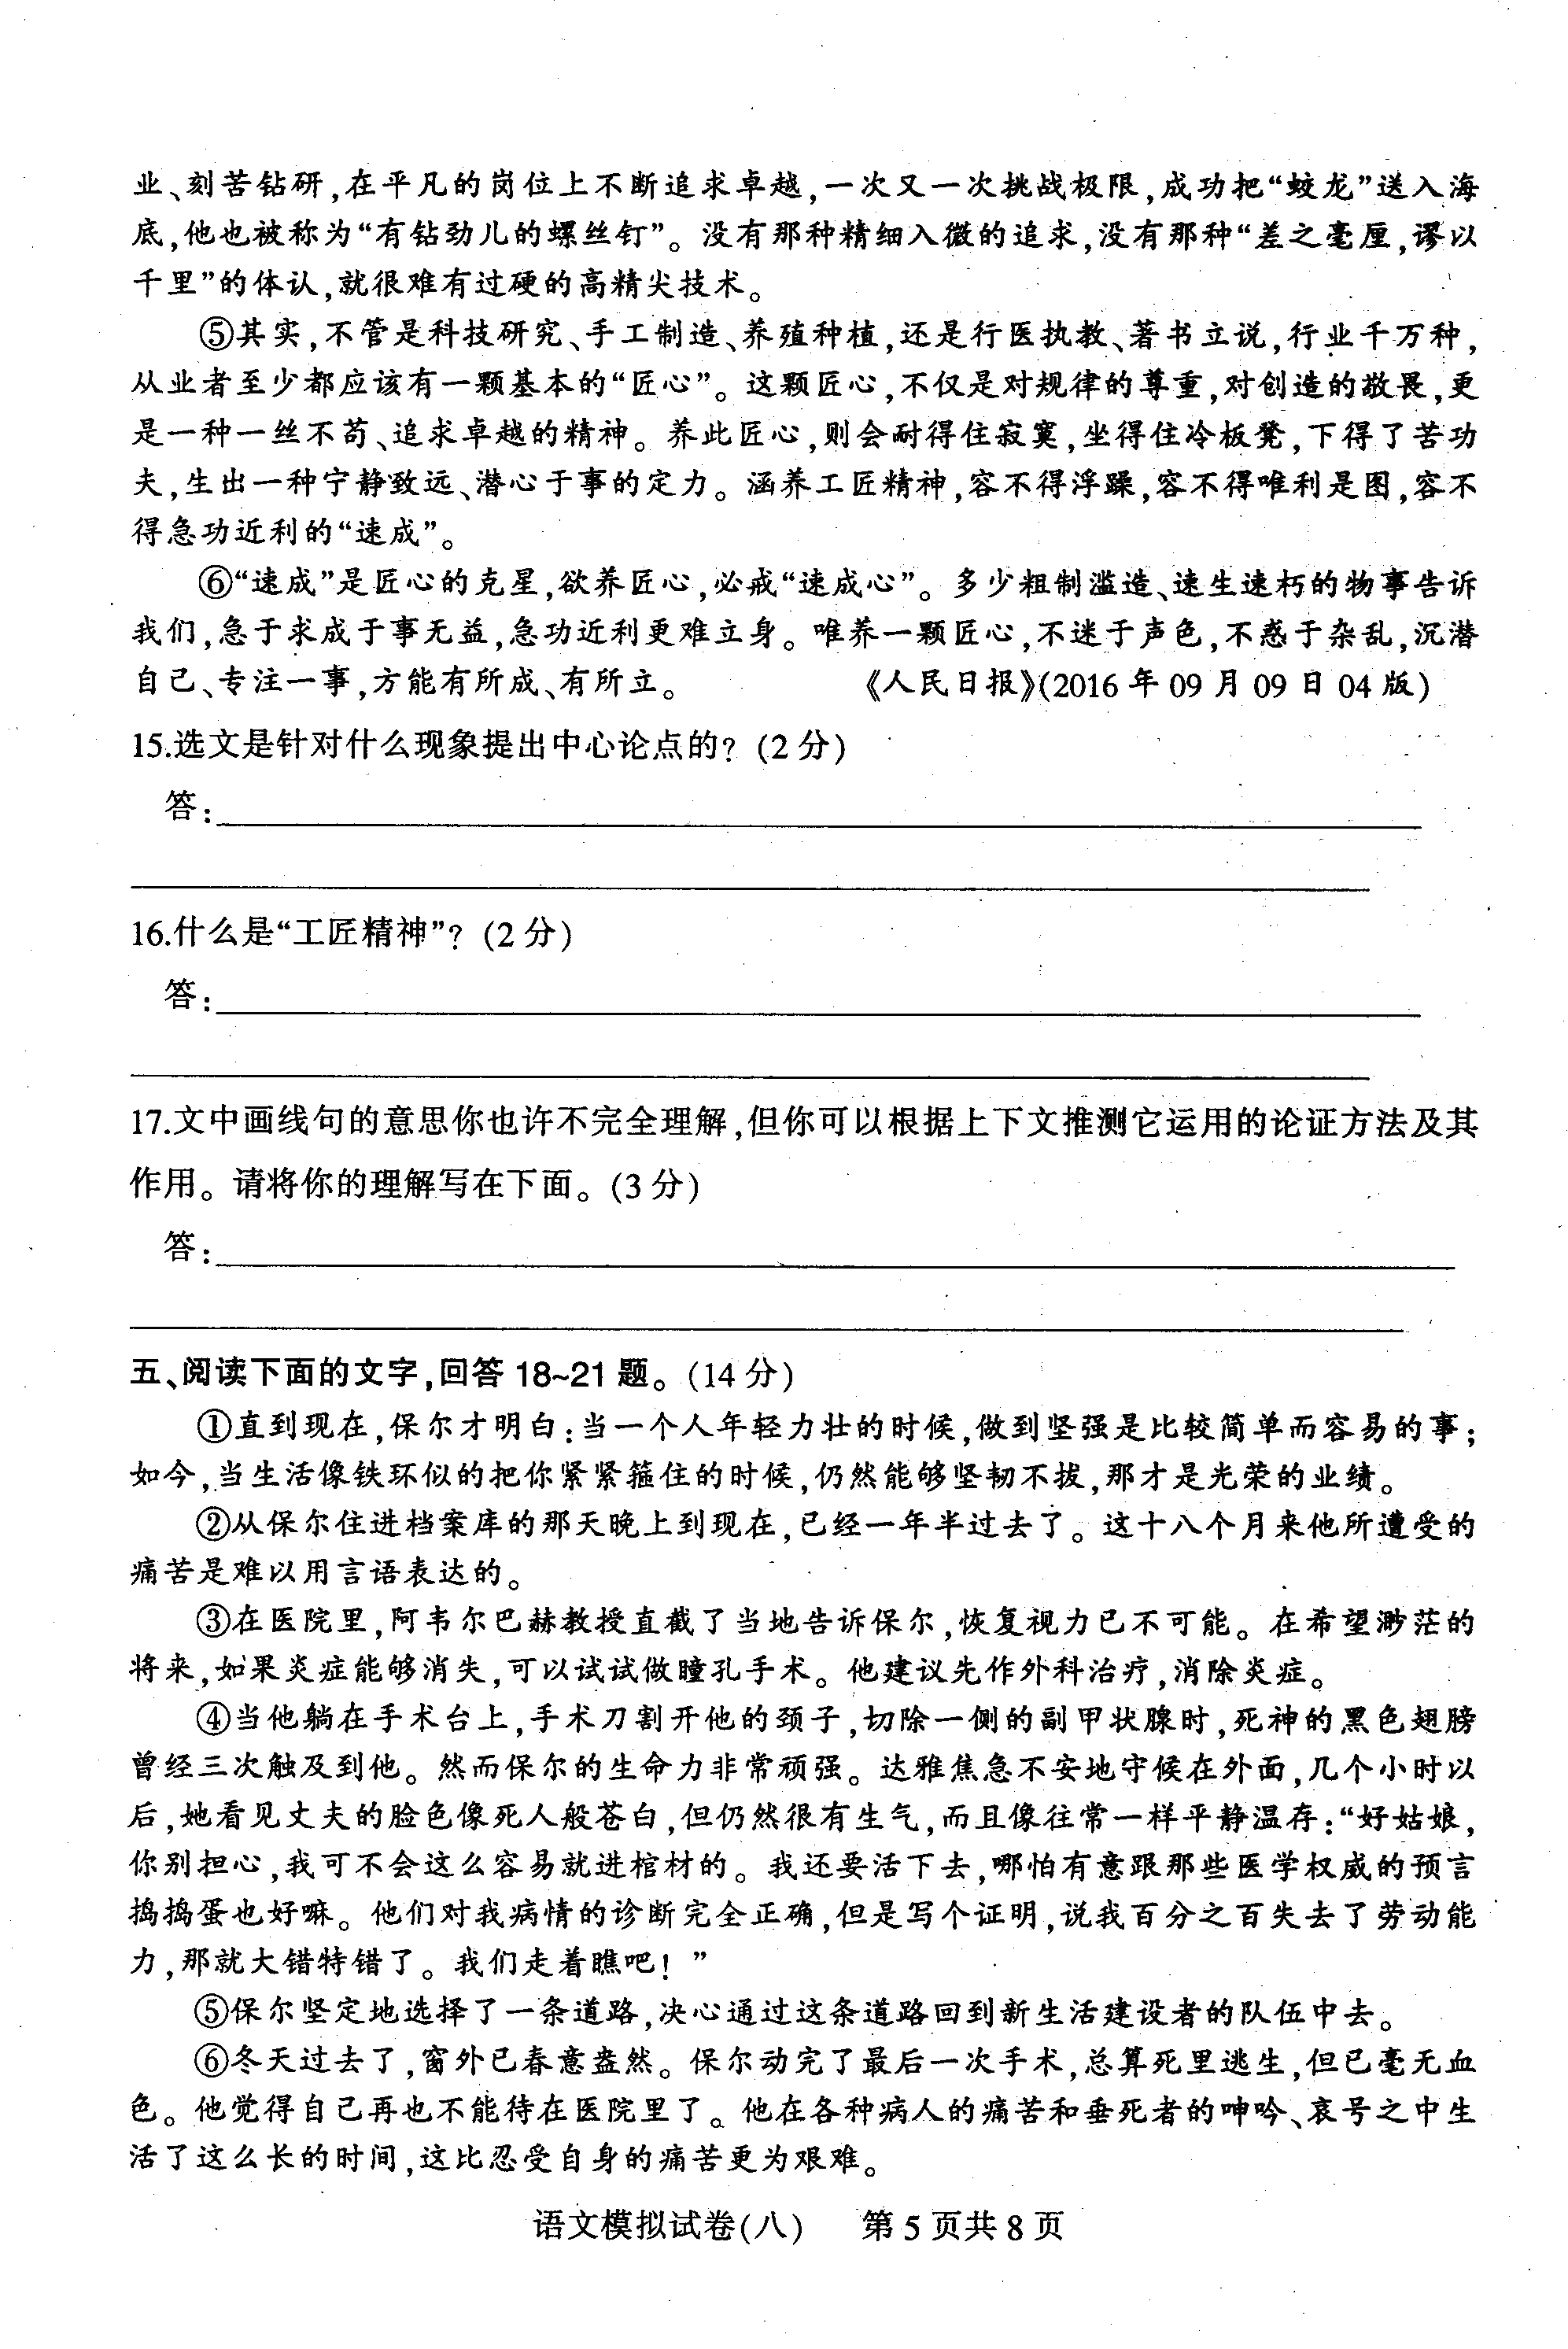 业、刻苦钻研,在平凡的岗位上不断追求卓越,一次又一次挑战极限,成功把“蛟龙”送入海
底,他也被称为“有钻劲儿的螺丝钉”。没有那种精细入微的追求,没有那种“差之毫厘,谬以
千里”的体认,就很难有过硬的高精尖技术。
⑤其实,不管是科技研究、手工制造、养殖种植,还是行医执教、著书立说,行业千万种,
从业者至少都应该有一颗基本的“匠心”。这颗匠心,不仅是对规律的尊重,对创造的敬畏,更
是一种一丝不苟、追求卓越的精神。养此匠心,则会耐得住寂寞,坐得住冷板凳,下得了苦功
夫,生出一种宁静致远、潜心于事的定力。涵养工匠精神,容不得浮躁,容不得唯利是图,容不
得急功近利的“速成”。
⑥“速成”是匠心的克星,欲养匠心,必戒“速成心”。多少粗制滥造、速生速朽的物事告诉
我们,急于求成于事无益,急功近利更难立身。唯养一颗匠心,不迷于声色,不惑于杂乱,沉潜
自己、专注一事,方能有所成、有所立。 《人民日报》(2016 年 09 月 09 日 04 版)
15.选文是针对什么现象提出中心论点的?(2 分)
答:
16.什么是“工匠精神”?(2 分)
答:
17.文中画线句的意思你也许不完全理解,但你可以根据上下文推测它运用的论证方法及其
作用。请将你的理解写在下面。(3 分)
答:
五、阅读下面的文字,回答 18~21 题。(14 分)
①直到现在,保尔才明白:当一个人年轻力壮的时候,做到坚强是比较简单而容易的事;
如今,当生活像铁环似的把你紧紧箍住的时候,仍然能够坚韧不拔,那才是光荣的业绩。
②从保尔住进档案库的那天晚上到现在,已经一年半过去了。这十八个月来他所遭受的
痛苦是难以用言语表达的。
③在医院里,阿韦尔巴赫教授直截了当地告诉保尔,恢复视力已不可能。在希望渺茫的
将来,如果炎症能够消失,可以试试做瞳孔手术。他建议先作外科治疗,消除炎症。
④当他躺在手术台上,手术刀割开他的颈子,切除一侧的副甲状腺时,死神的黑色翅膀
曾经三次触及到他。然而保尔的生命力非常顽强。达雅焦急不安地守候在外面,几个小时以
后,她看见丈夫的脸色像死人般苍白,但仍然很有生气,而且像往常一样平静温存:“好姑娘,
你别担心,我可不会这么容易就进棺材的。我还要活下去,哪怕有意跟那些医学权威的预言
捣捣蛋也好嘛。他们对我病情的诊断完全正确,但是写个证明,说我百分之百失去了劳动能
力,那就大错特错了。我们走着瞧吧!”
⑤保尔坚定地选择了一条道路,决心通过这条道路回到新生活建设者的队伍中去。
⑥冬天过去了,窗外已春意盎然。保尔动完了最后一次手术,总算死里逃生,但已毫无血
色。他觉得自己再也不能待在医院里了。他在各种病人的痛苦和垂死者的呻吟、哀号之中生
活了这么长的时间,这比忍受自身的痛苦更为艰难。
语文模拟试卷(八) 第 5 页共 8 页